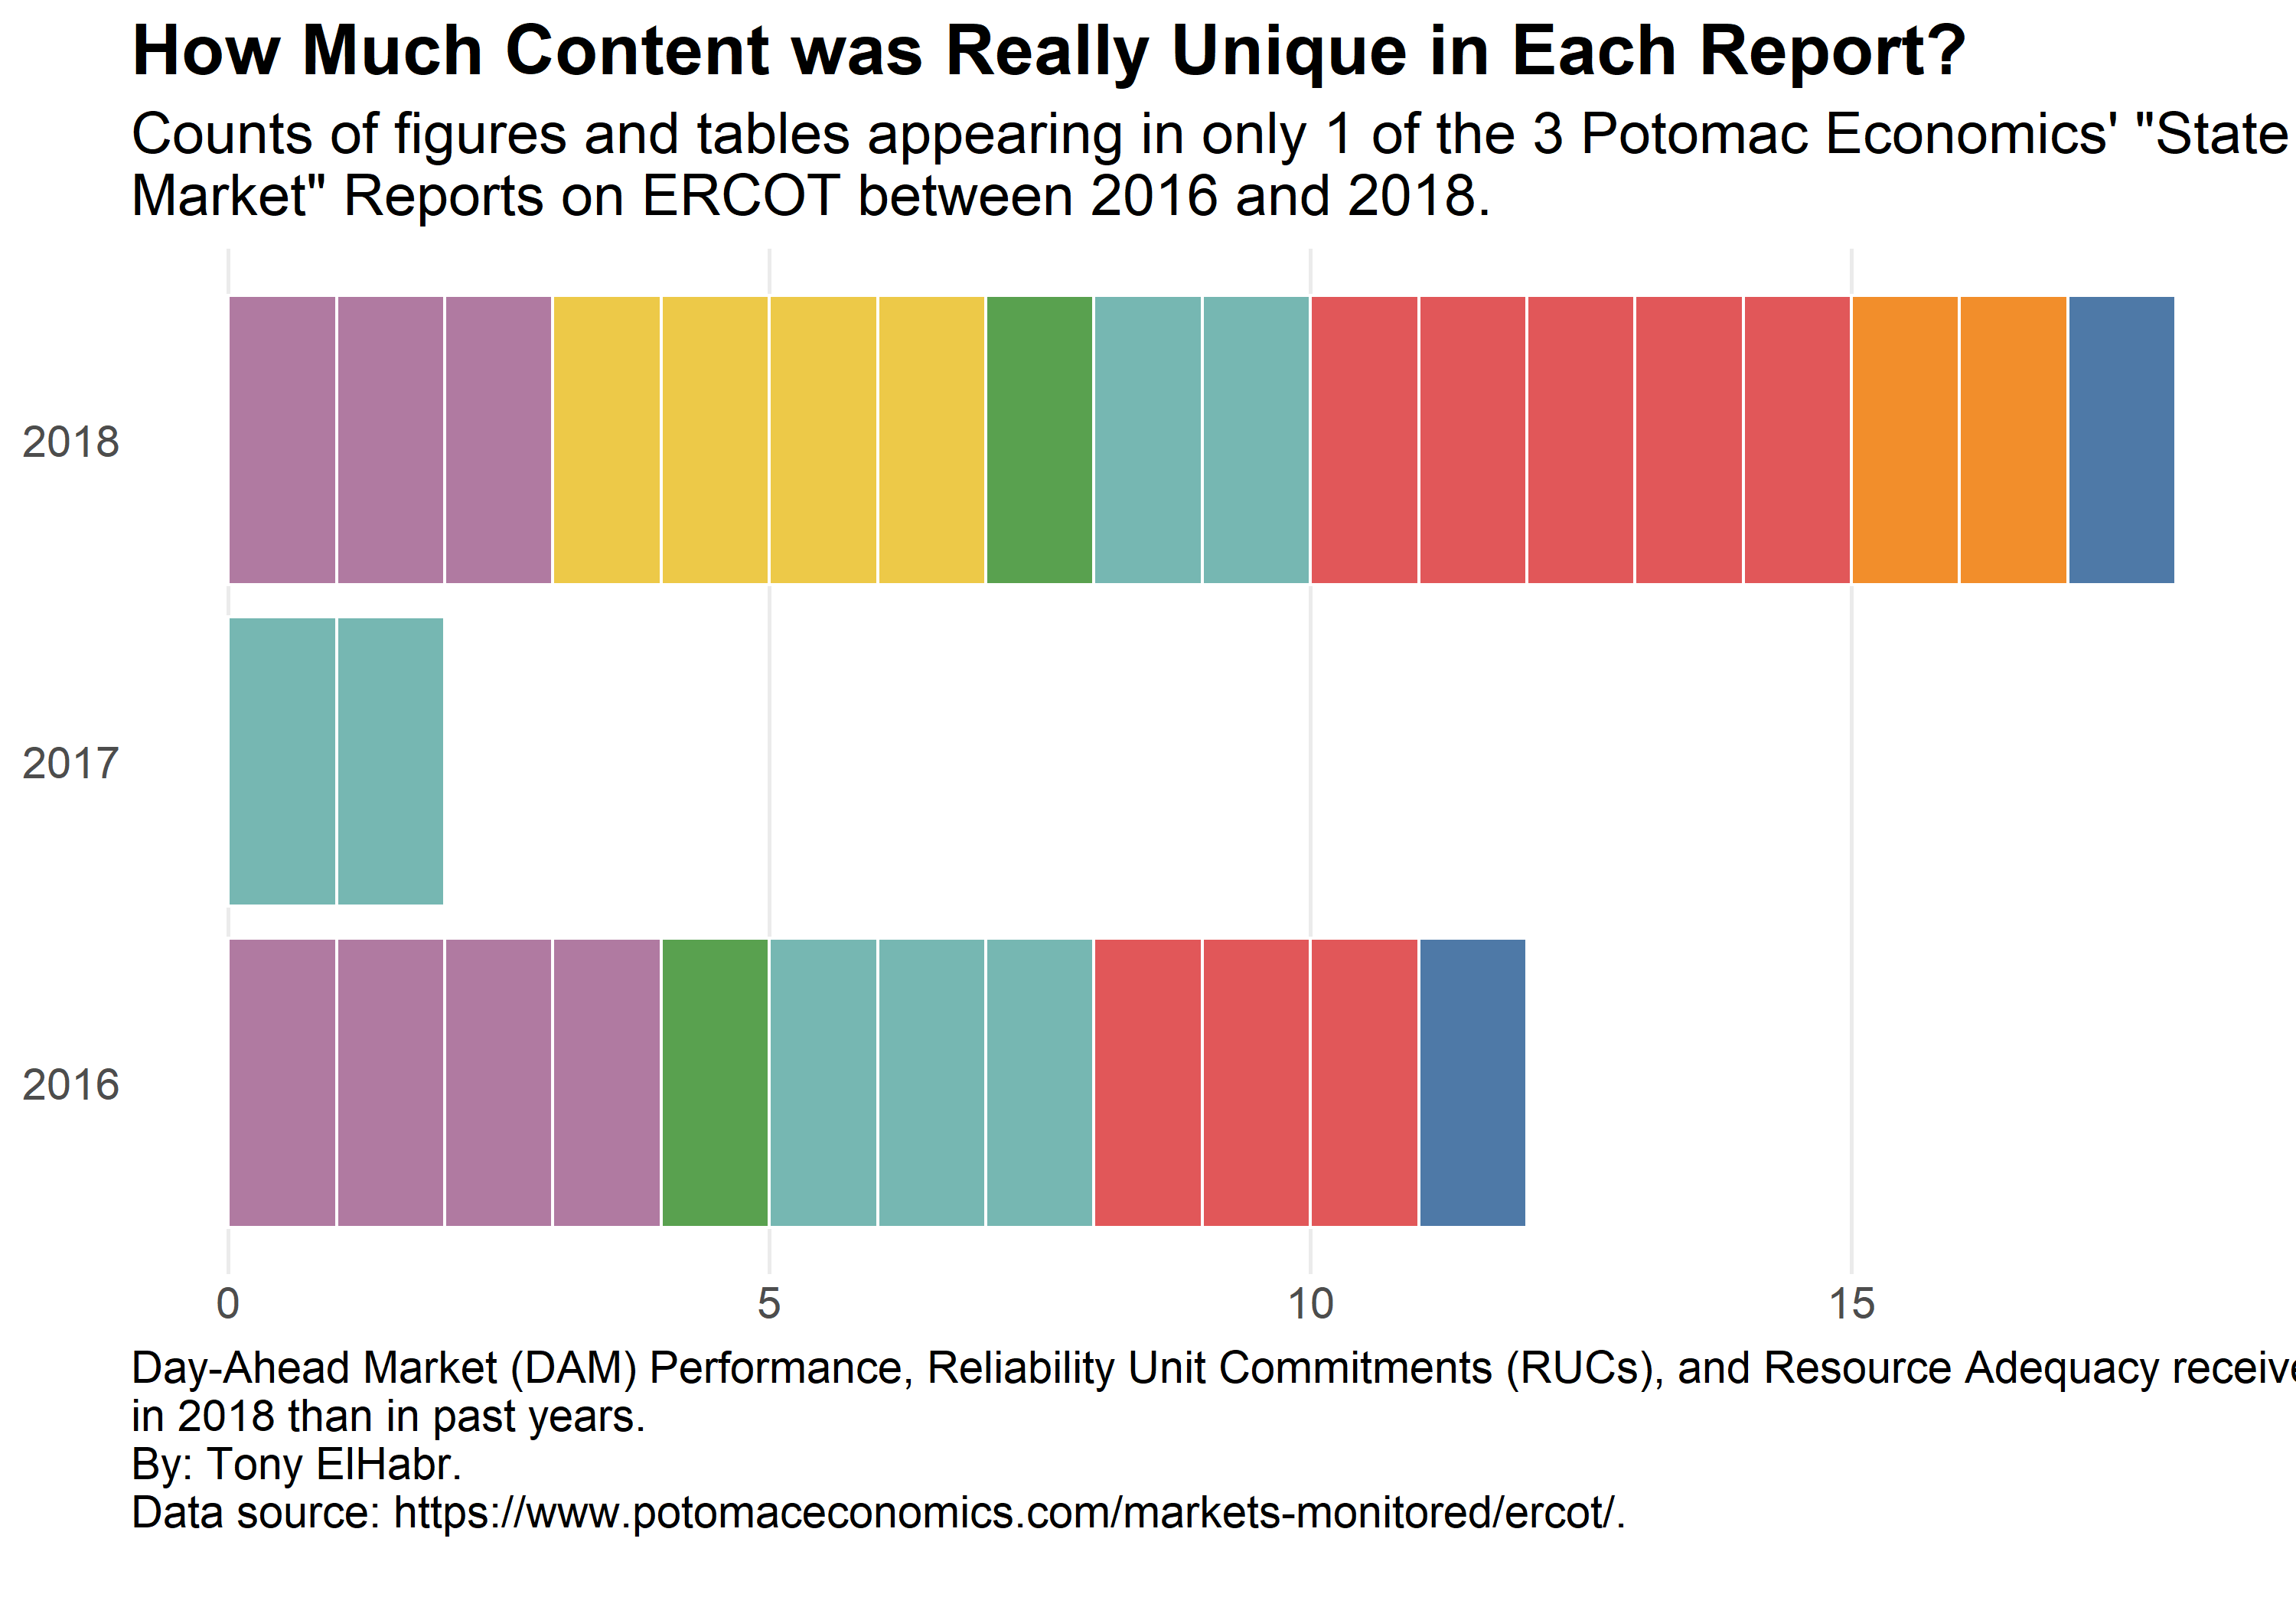 How Much Content was Really Unique in Each Report?
Counts of figures and tables appearing in only 1 of the 3 Potomac Economics' "State
Market" Reports on ERCOT between 2016 and 2018.
2018
2017
2016
0 5 10 15
Day-Ahead Market (DAM) Performance, Reliability Unit Commitments (RUCs), and Resource Adequacy receive
in 2018 than in past years.
By: Tony ElHabr.
Data source: https://www.potomaceconomics.com/markets-monitored/ercot/.